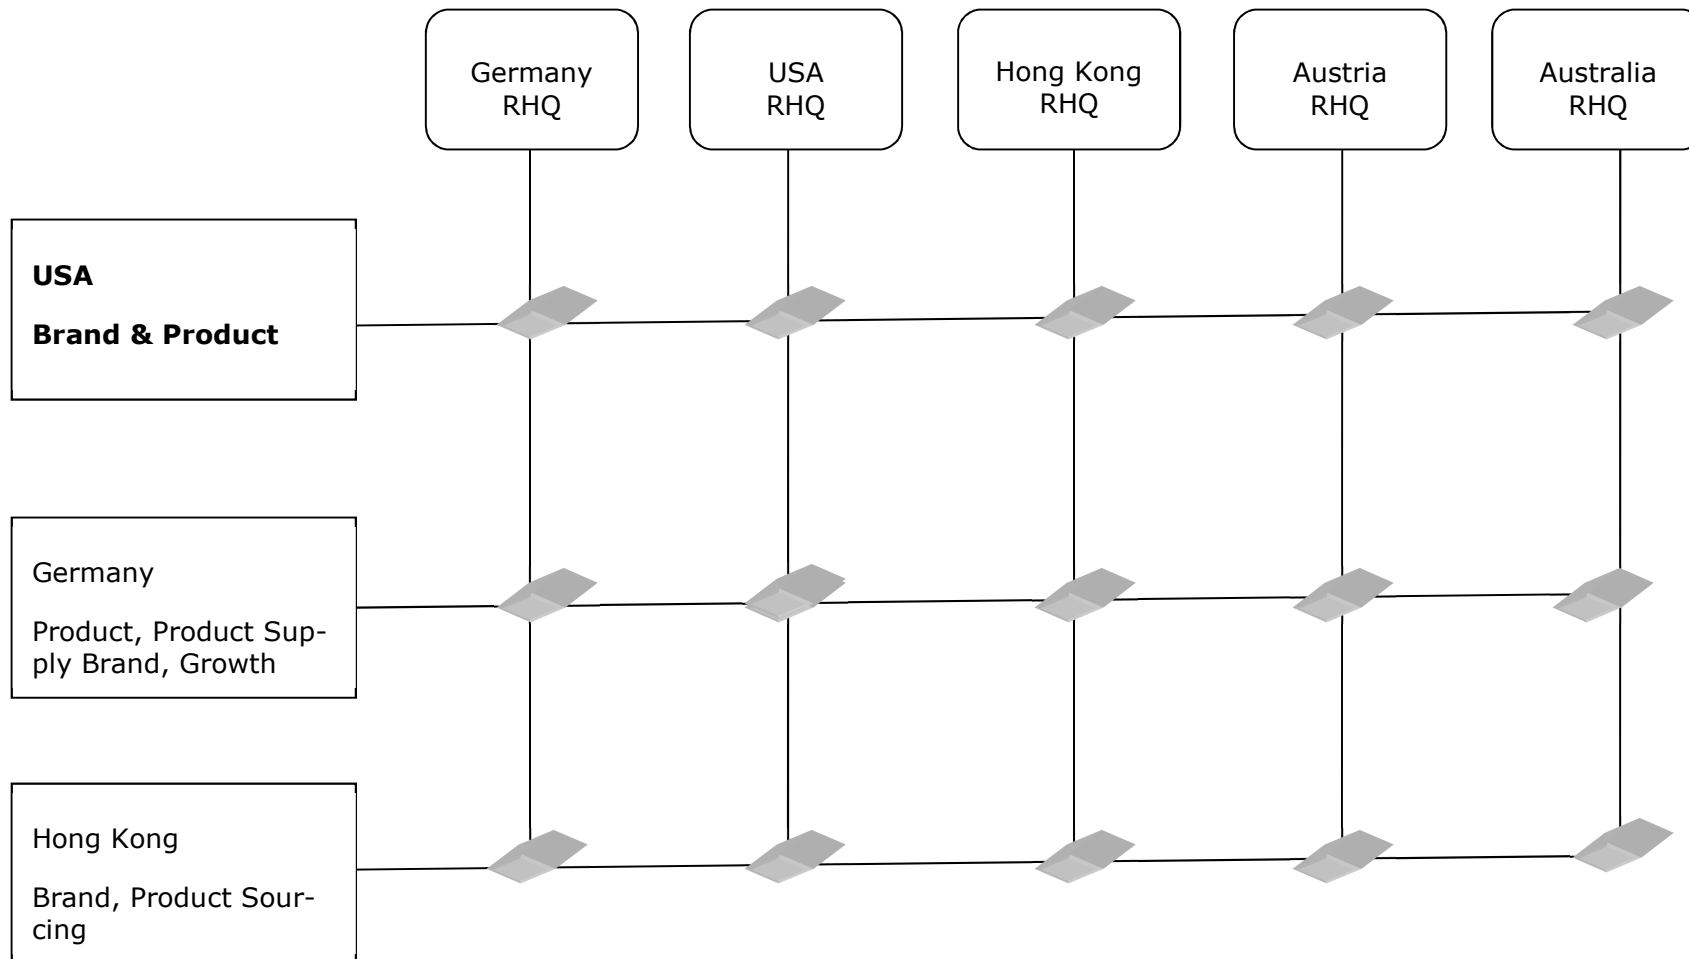 Germany
RHQ
USA
RHQ
Hong Kong
RHQ
Austria
RHQ
Australia
RHQ
USA
Brand & Product
Germany
Product, Product Sup-
ply Brand, Growth
Hong Kong
Brand, Product Sour-
cing